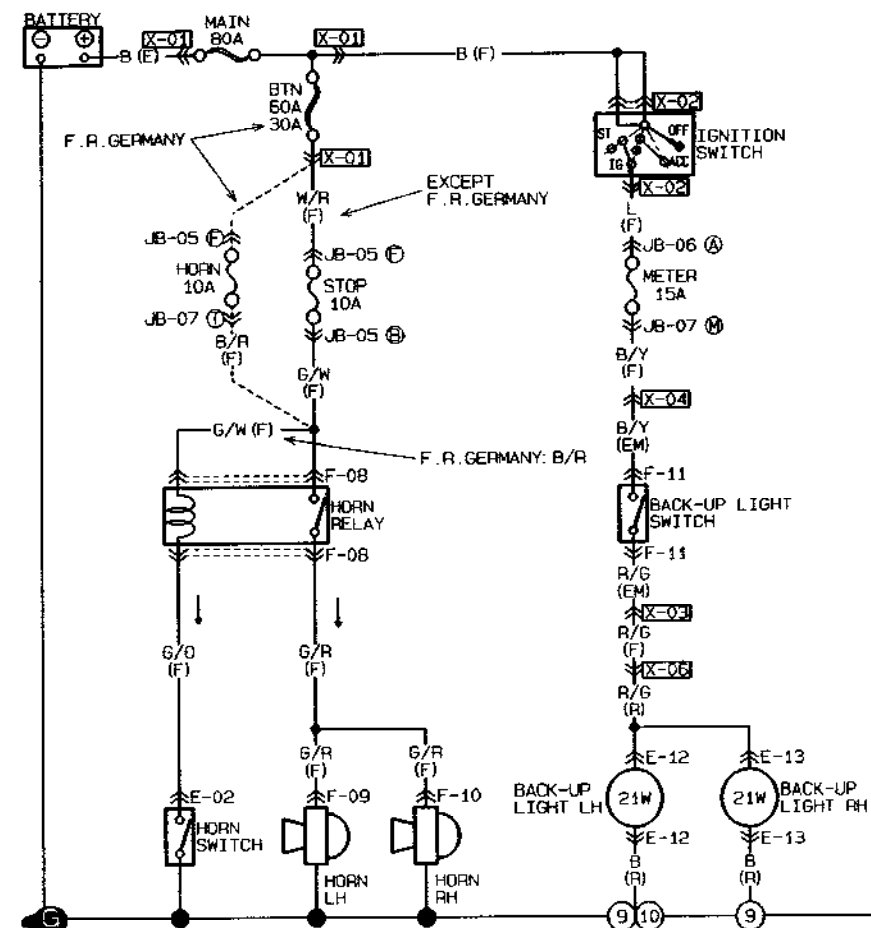 BATTERY
MAIN
80A
X-01
X-01
B (E)
B (F)
BTN
60A
30A
X-02
ST
OFF
IG
ACC
IGNITION
SWITCH
F.R.GERMANY
X-01
X-02
EXCEPT
F.R.GERMANY
W/R
(F)
L
(F)
JB-05 F
JB-05 F
JB-06 A
HORN
10A
STOP
10A
METER
15A
JB-07
JB-05 B
JB-07 M
B/R
(F)
G/W
(F)
B/Y
(F)
X-04
G/W (F)
B/Y
(EM)
F.R.GERMANY: B/R
F-08
F-11
HORN
RELAY
BACK-UP LIGHT
SWITCH
F-08
F-11
R/G
(EM)
X-03
G/O
(F)
G/R
(F)
R/G
(F)
X-06
R/G
(R)
G/R
(F)
G/R
(F)
E-12
E-13
E-02
F-09
F-10
BACK-UP
LIGHT LH
21W
21W
BACK-UP
LIGHT RH
HORN
SWITCH
E-12
E-13
HORN
LH
HORN
RH
B
(R)
B
(R)
G
9
10
9